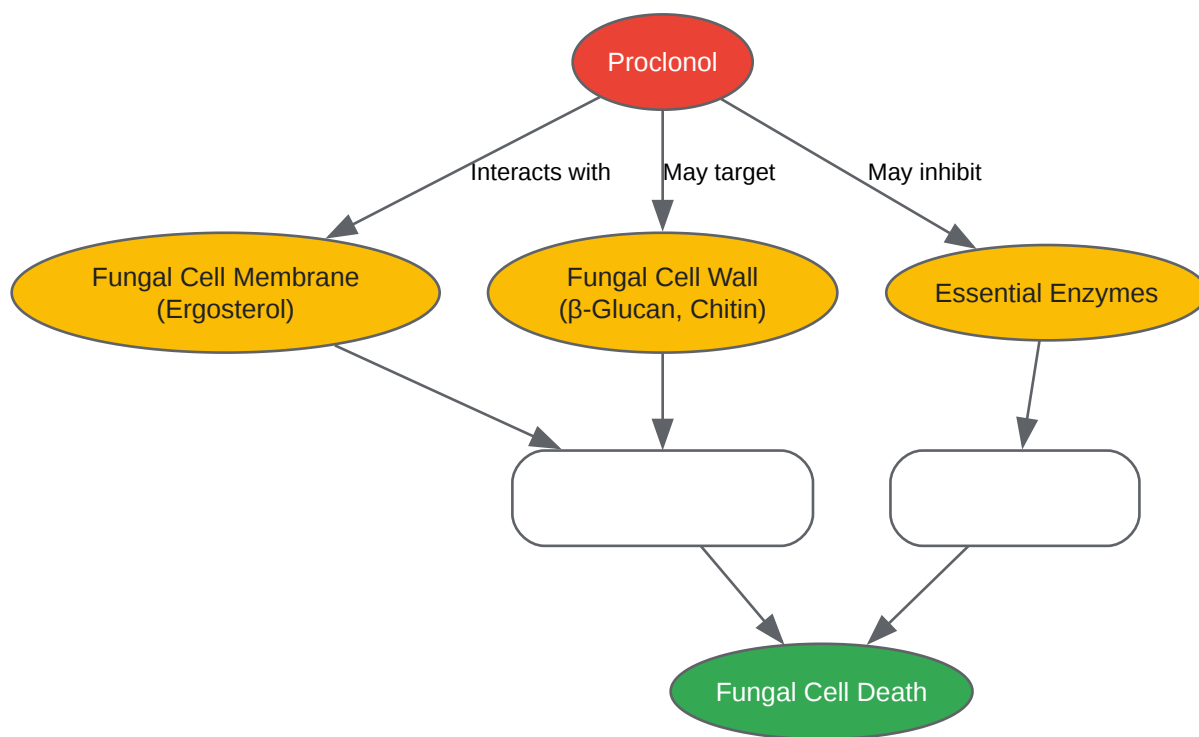 Proclonol
Interacts with
May target
May inhibit
Fungal Cell Membrane
(Ergosterol)
Fungal Cell Wall
(β-Glucan, Chitin)
Essential Enzymes
Fungal Cell Death